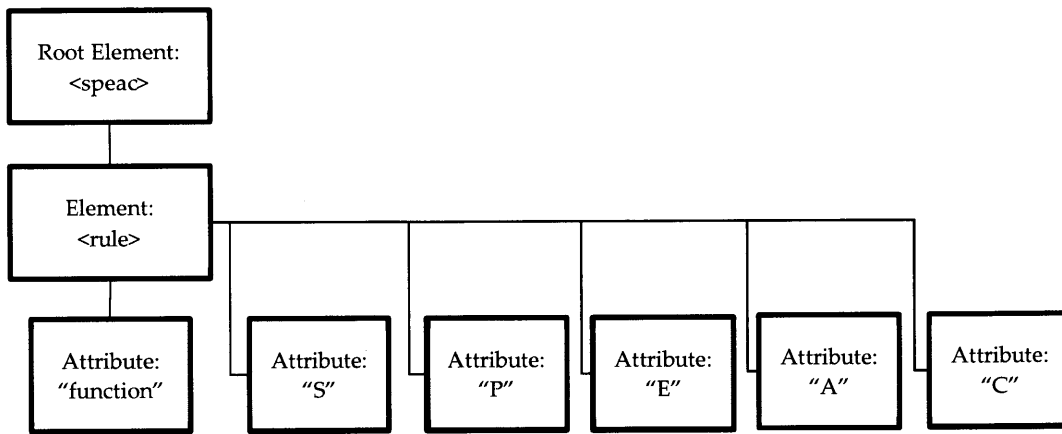 Root Element:
<speac>
Element:
<rule>
Attribute:
“function”
Attribute:
“S”
Attribute:
“P”
Attribute:
“E”
Attribute:
“A”
Attribute:
“C”